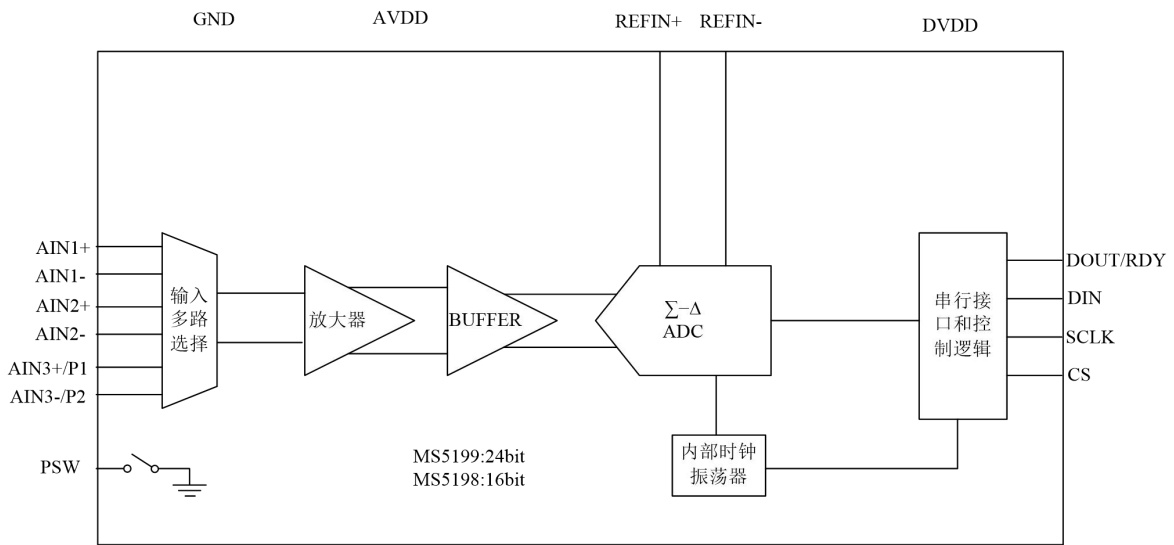 GND
AVDD
REFIN+
REFIN-
DVDD
AIN1+
AIN1-
AIN2+
AIN2-
AIN3+/P1
AIN3-/P2
PSW
输入
多路
选择
放大器
BUFFER
∑-Δ
ADC
内部时钟
振荡器
串行接
口和控
制逻辑
DOUT/RDY
DIN
SCLK
CS
MS5199:24bit
MS5198:16bit